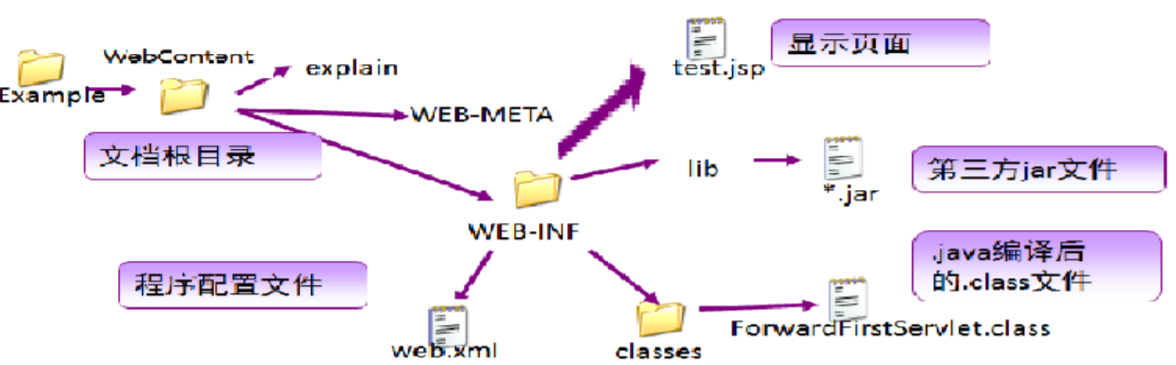 WebContent
Example
explain
test.jsp
显示页面
WEB-META
文档根目录
lib
*.jar
第三方jar文件
WEB-INF
程序配置文件
.java编译后
的.class文件
web.xml
classes
ForwardFirstServlet.class